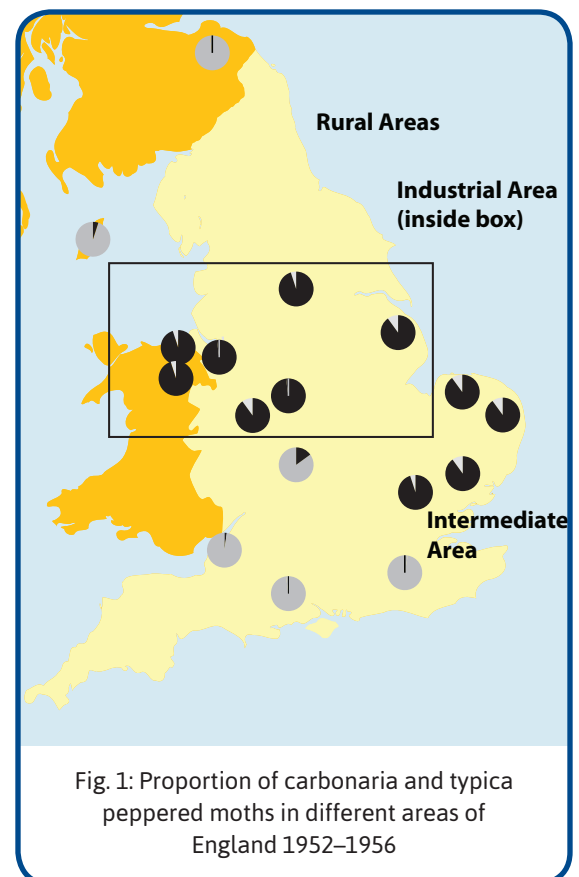 Rural Areas
Industrial Area
(inside box)
Intermediate
Area
Fig. 1: Proportion of carbonaria and typica
peppered moths in different areas of
England 1952–1956